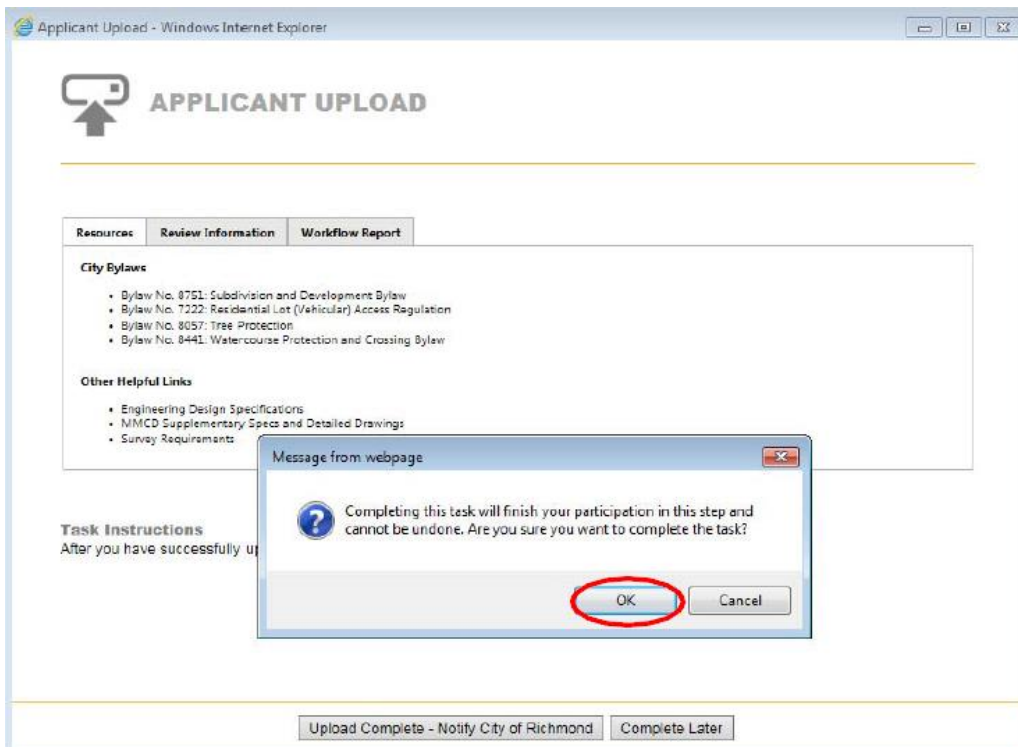 Applicant Upload - Windows Internet Explorer
APPLICANT UPLOAD
Resources
Review Information
Workflow Report
City Bylaws
• Bylaw No. 8751: Subdivision and Development Bylaw
• Bylaw No. 7222: Residential Lot (Vehicular) Access Regulation
• Bylaw No. 8057: Tree Protection
• Bylaw No. 8441: Watercourse Protection and Crossing Bylaw
Other Helpful Links
• Engineering Design Specifications
• MMCD Supplementary Specs and Detailed Drawings
• Survey Requirements
Message from webpage
Completing this task will finish your participation in this step and
cannot be undone. Are you sure you want to complete the task?
OK
Cancel
Task Instructions
After you have successfully up
Upload Complete - Notify City of Richmond
Complete Later